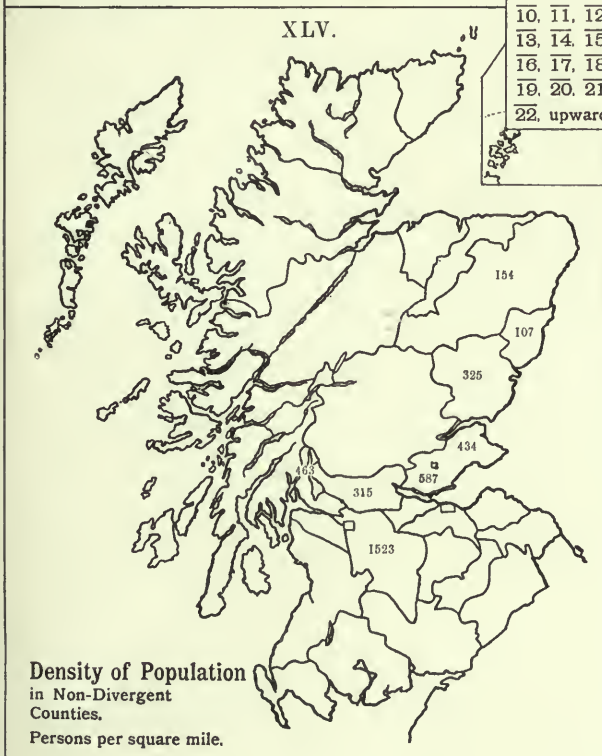 XLV.
10, 11, 12
13, 14, 15
16, 17, 18
19, 20, 21
22, upward
154
107
325
434
463
587
315
1523
Density of Population
in Non-Divergent
Counties.
Persons per square mile.